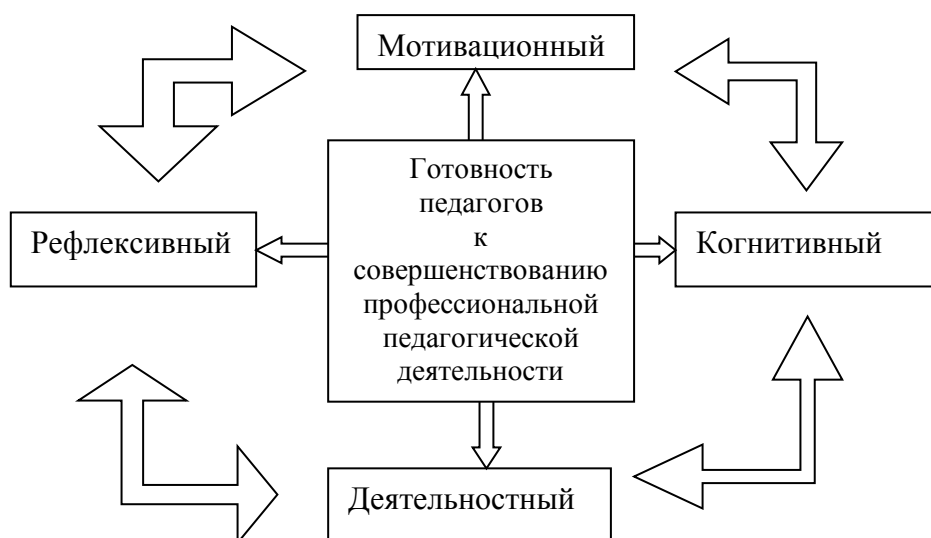 Мотивационный
Готовность
педагогов
к
совершенствованию
профессиональной
педагогической
деятельности
Рефлексивный
Когнитивный
Деятельностный